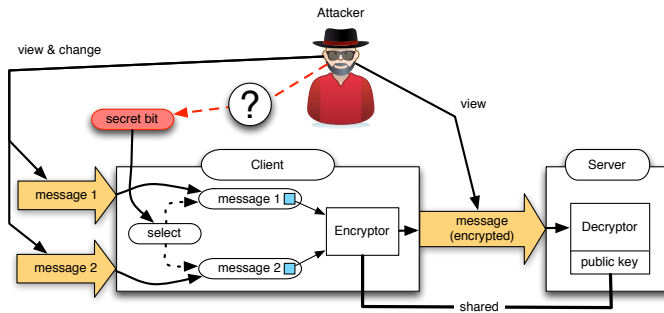 Attacker
view & change
?
view
secret bit
Client
Server
message 1
message 1
select
Encryptor
message
(encrypted)
Decryptor
message 2
message 2
public key
shared